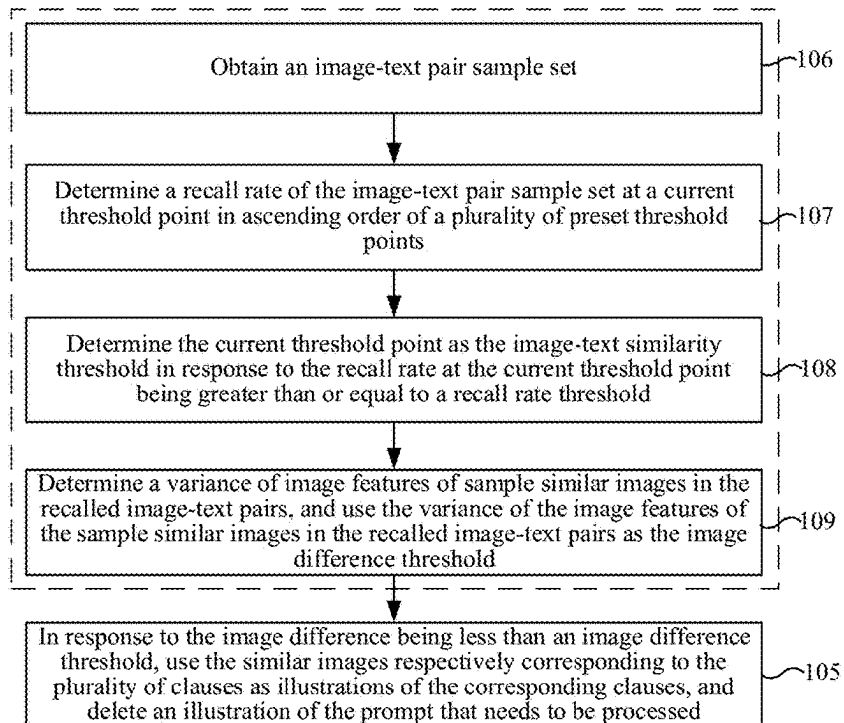 Obtain an image-text pair sample set
106
Determine a recall rate of the image-text pair sample set at a current
threshold point in ascending order of a plurality of preset threshold
points
107
Determine the current threshold point as the image-text similarity
threshold in response to the recall rate at the current threshold point
being greater than or equal to a recall rate threshold
108
Determine a variance of image features of sample similar images in the
recalled image-text pairs, and use the variance of the image features of
the sample similar images in the recalled image-text pairs as the image
difference threshold
109
In response to the image difference being less than an image difference
threshold, use the similar images respectively corresponding to the
plurality of clauses as illustrations of the corresponding clauses, and
delete an illustration of the prompt that needs to be processed
105